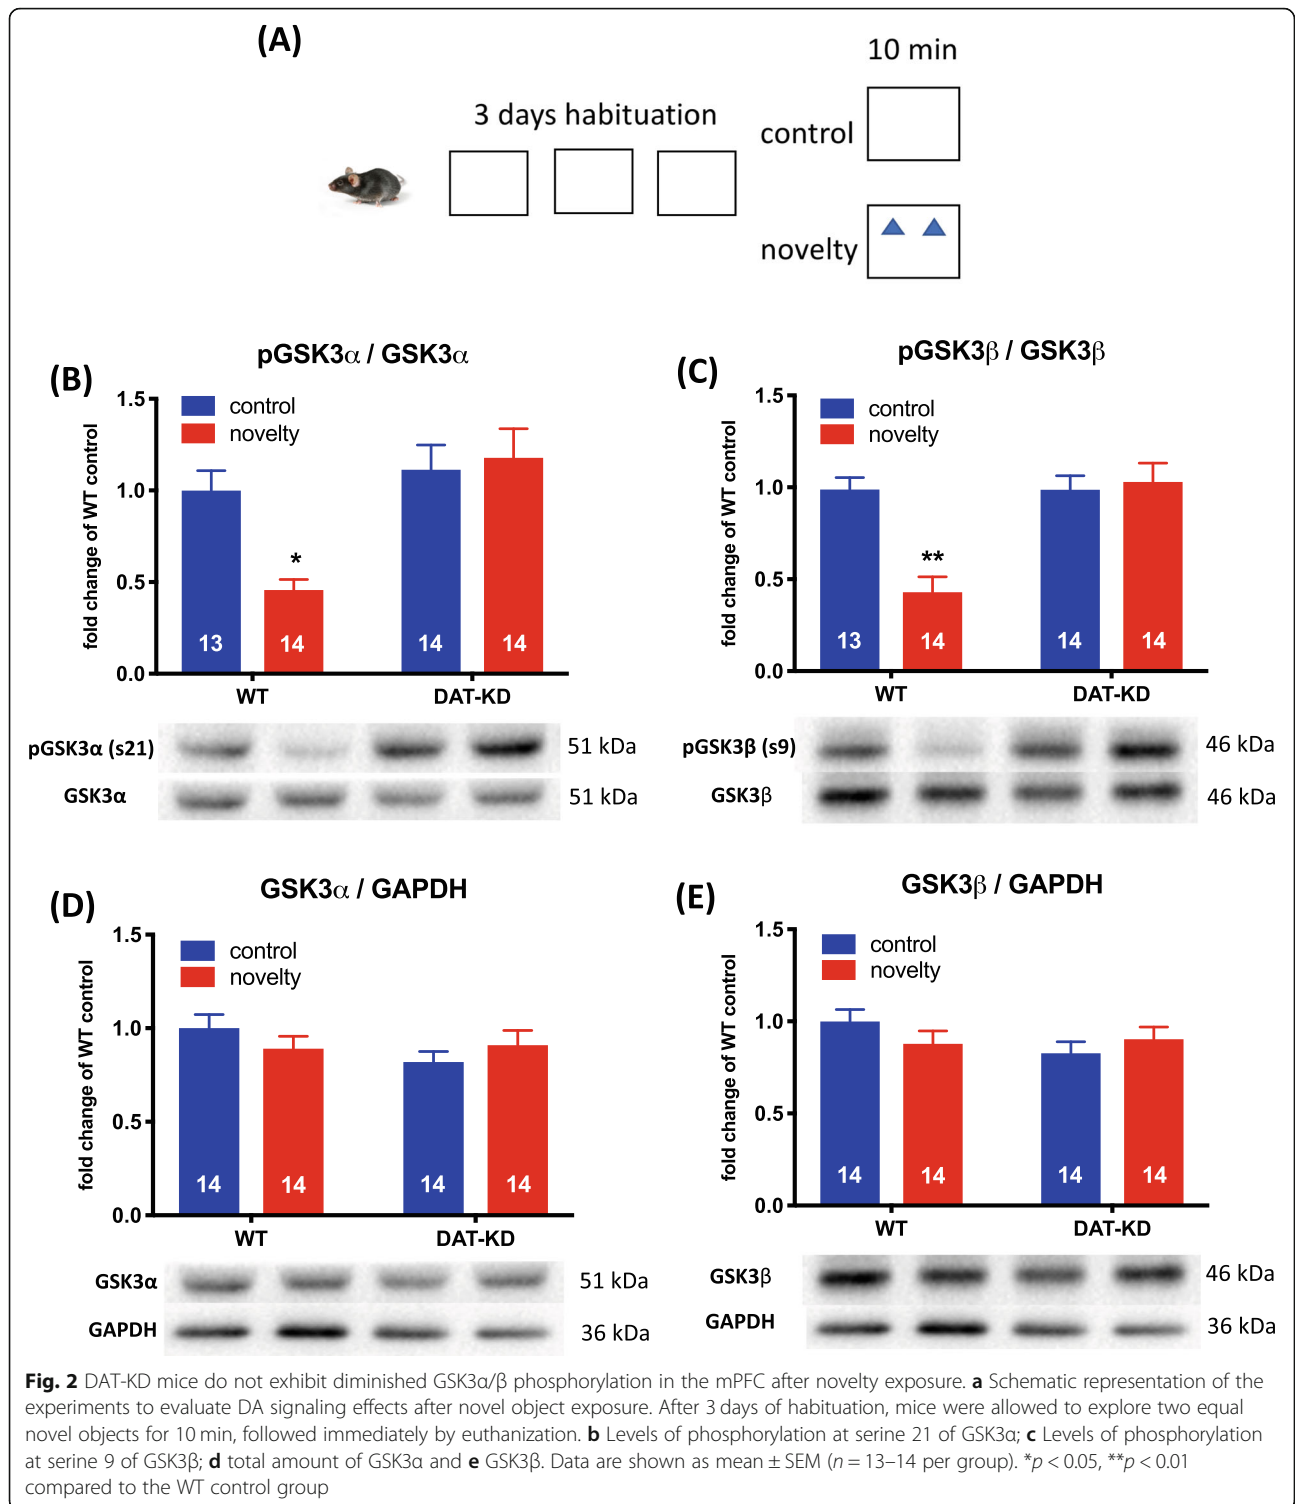 (A)
10 min
3 days habituation
control
novelty
(B)
pGSK3α / GSK3α
fold change of WT control
1.5
1.0
0.5
0.0
control
novelty
*
13
14
14
14
WT
DAT-KD
pGSK3α (s21)
51 kDa
GSK3α
51 kDa
(C)
pGSK3β / GSK3β
fold change of WT control
1.5
1.0
0.5
0.0
control
novelty
**
13
14
14
14
WT
DAT-KD
pGSK3β (s9)
46 kDa
GSK3β
46 kDa
(D)
GSK3α / GAPDH
fold change of WT control
1.5
1.0
0.5
0.0
control
novelty
14
14
14
14
WT
DAT-KD
GSK3α
51 kDa
GAPDH
36 kDa
(E)
GSK3β / GAPDH
fold change of WT control
1.5
1.0
0.5
0.0
control
novelty
14
14
14
14
WT
DAT-KD
GSK3β
46 kDa
GAPDH
36 kDa
Fig. 2 DAT-KD mice do not exhibit diminished GSK3α/β phosphorylation in the mPFC after novelty exposure. a Schematic representation of the
experiments to evaluate DA signaling effects after novel object exposure. After 3 days of habituation, mice were allowed to explore two equal
novel objects for 10 min, followed immediately by euthanization. b Levels of phosphorylation at serine 21 of GSK3α; c Levels of phosphorylation
at serine 9 of GSK3β; d total amount of GSK3α and e GSK3β. Data are shown as mean ± SEM (n = 13–14 per group). *p < 0.05, **p < 0.01
compared to the WT control group